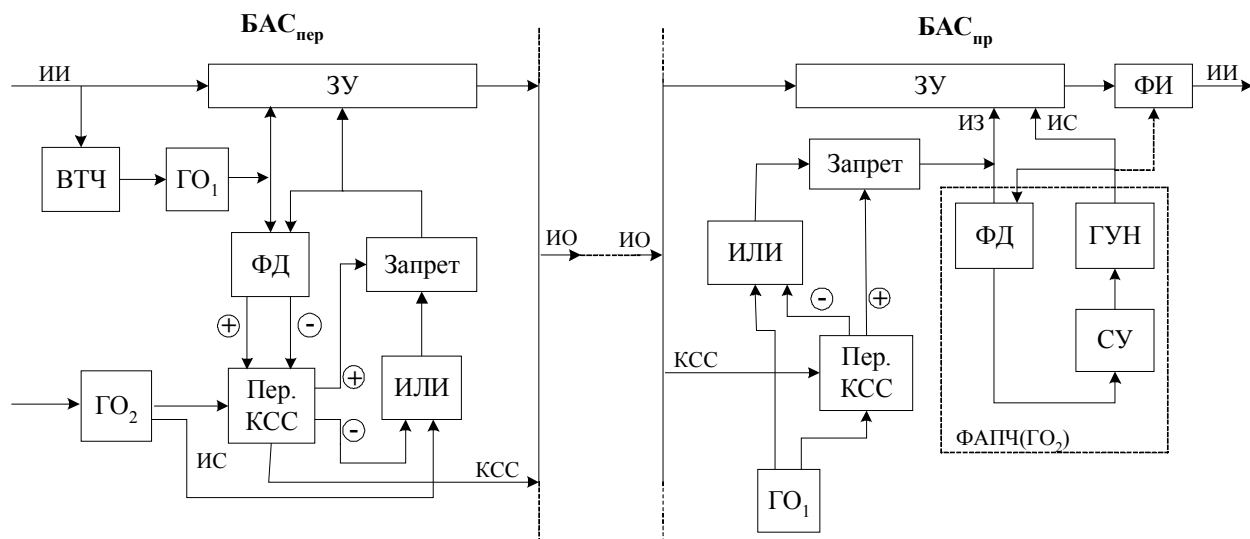 БАСпер
БАСпр
ИИ
ЗУ
ЗУ
ФИ
ИИ
ИЗ
ИС
ВТЧ
ГО1
Запрет
ФД
Запрет
ИО
ИО
ИЛИ
ФД
ГУН
+
-
-
+
СУ
Пер.
КСС
+
-
ИЛИ
КСС
Пер.
КСС
ГО2
ИС
КСС
ФАПЧ(ГО2)
ГО1